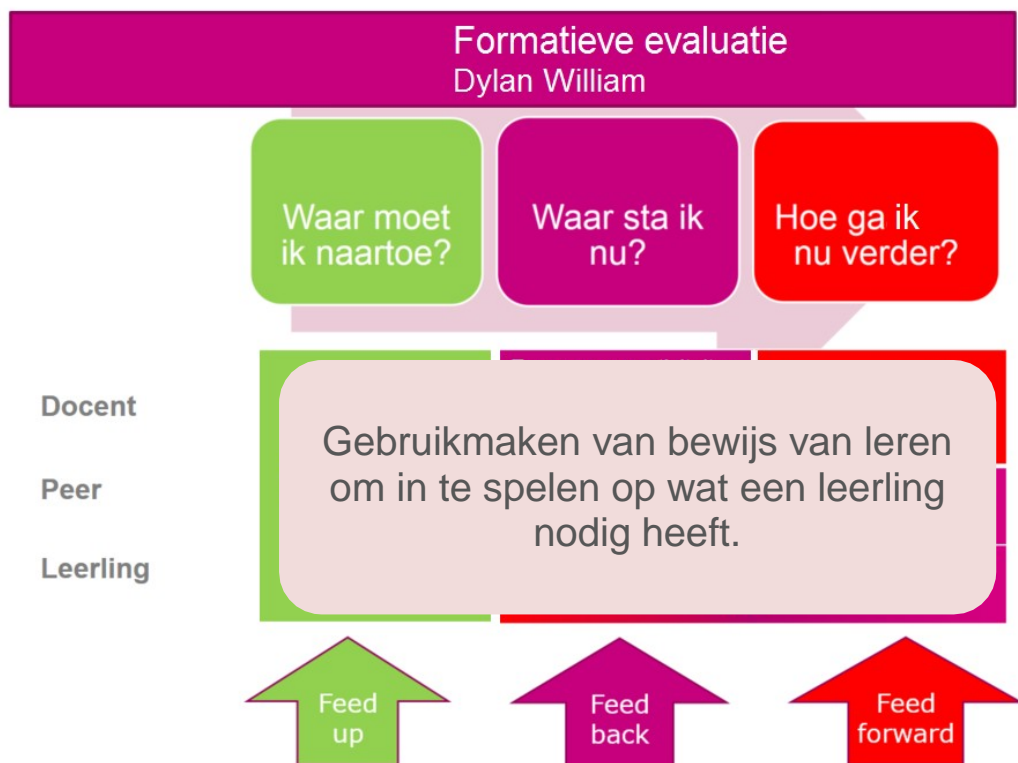 Formatieve evaluatie
Dylan William
Waar moet
ik naartoe?
Waar sta ik
nu?
Hoe ga ik
nu verder?
Docent
Peer
Leerling
Gebruikmaken van bewijs van leren
om in te spelen op wat een leerling
nodig heeft.
Feed
up
Feed
back
Feed
forward